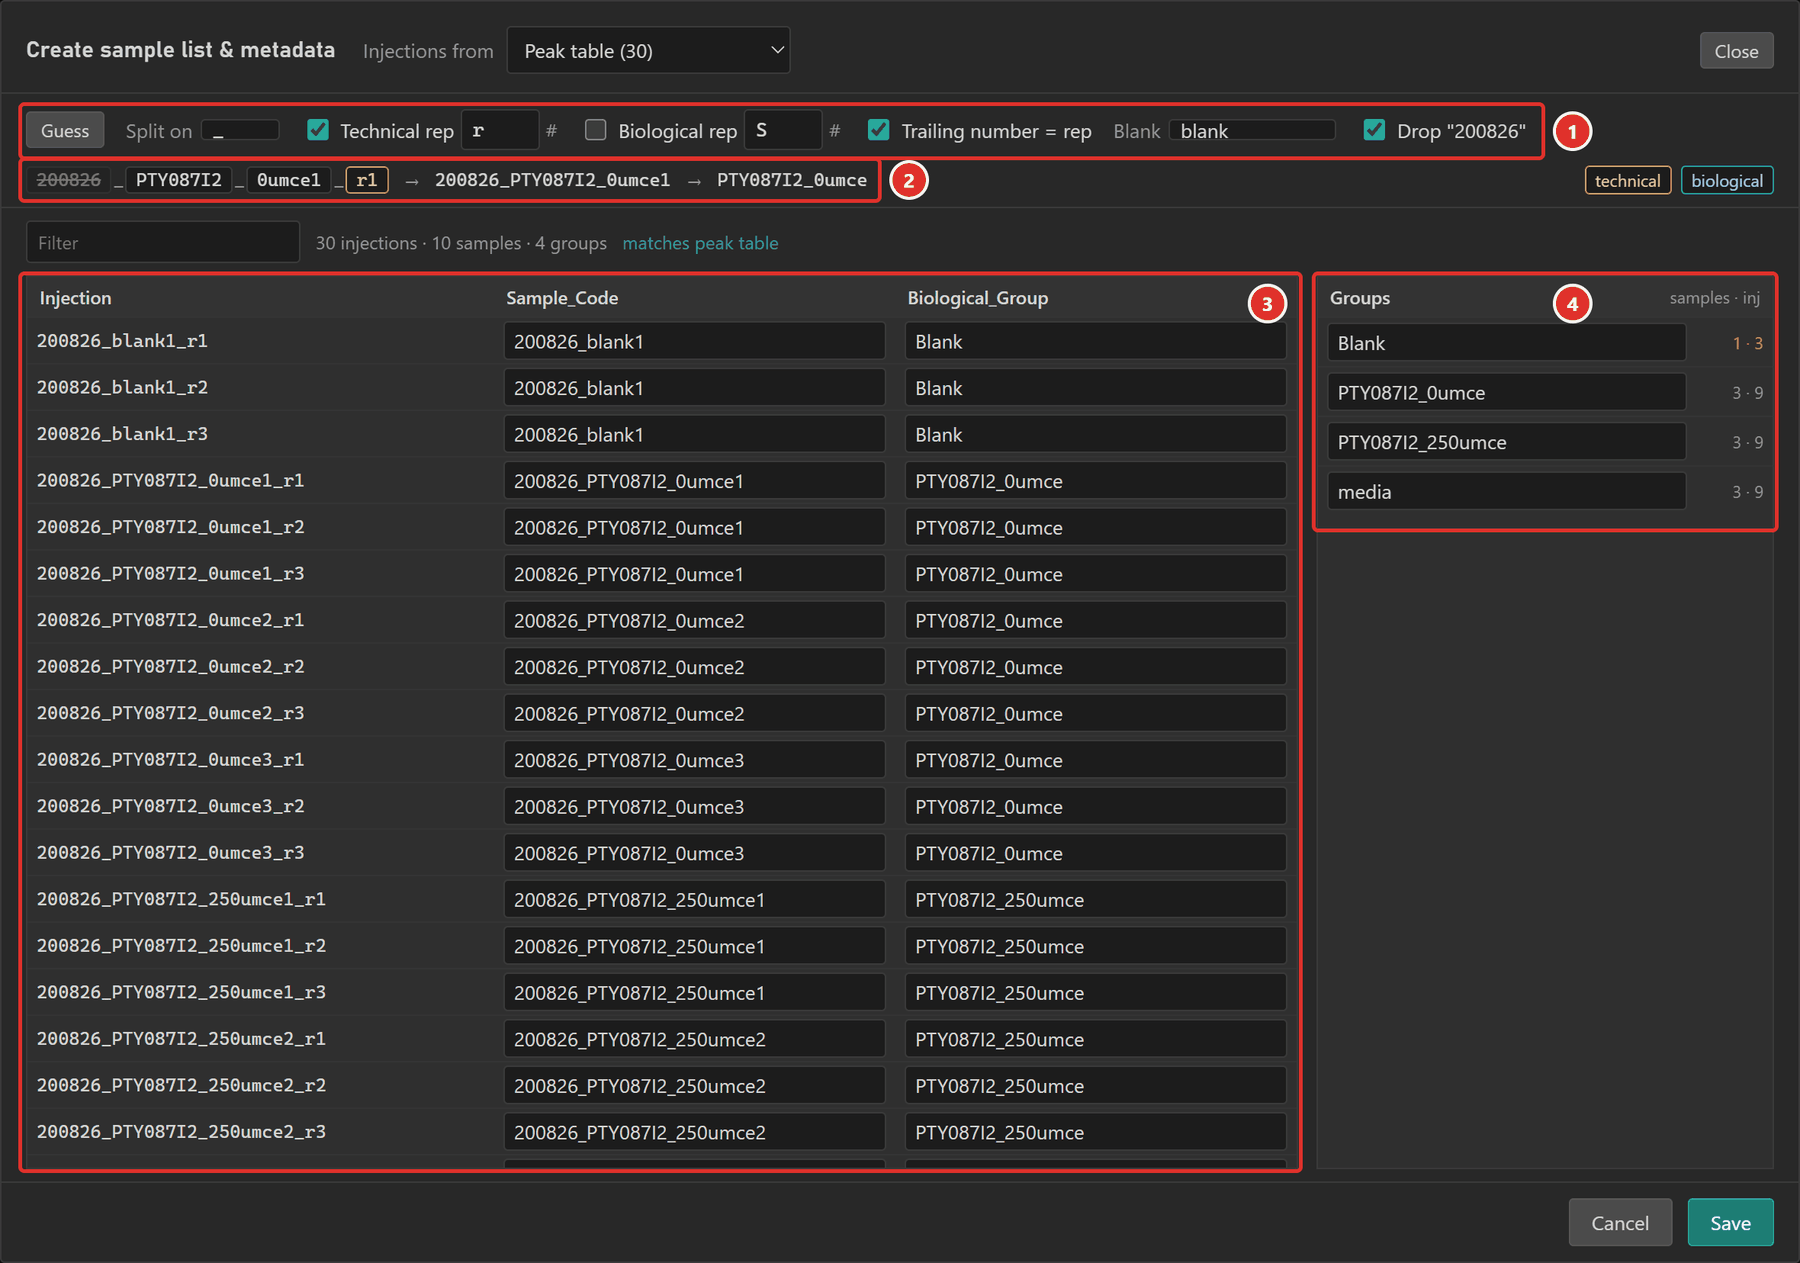 Create sample list & metadata Injections from Peak table (30) Close
Guess Split on _ Technical rep r # Biological rep S # Trailing number = rep Blank blank Drop "200826" 1
200826 _ PTY087I2 _ 0umce1 _ r1 → 200826_PTY087I2_0umce1 → PTY087I2_0umce 2 technical biological
Filter 30 injections · 10 samples · 4 groups matches peak table
Injection Sample_Code Biological_Group 3
200826_blank1_r1 200826_blank1 Blank
200826_blank1_r2 200826_blank1 Blank
200826_blank1_r3 200826_blank1 Blank
200826_PTY087I2_0umce1_r1 200826_PTY087I2_0umce1 PTY087I2_0umce
200826_PTY087I2_0umce1_r2 200826_PTY087I2_0umce1 PTY087I2_0umce
200826_PTY087I2_0umce1_r3 200826_PTY087I2_0umce1 PTY087I2_0umce
200826_PTY087I2_0umce2_r1 200826_PTY087I2_0umce2 PTY087I2_0umce
200826_PTY087I2_0umce2_r2 200826_PTY087I2_0umce2 PTY087I2_0umce
200826_PTY087I2_0umce2_r3 200826_PTY087I2_0umce2 PTY087I2_0umce
200826_PTY087I2_0umce3_r1 200826_PTY087I2_0umce3 PTY087I2_0umce
200826_PTY087I2_0umce3_r2 200826_PTY087I2_0umce3 PTY087I2_0umce
200826_PTY087I2_0umce3_r3 200826_PTY087I2_0umce3 PTY087I2_0umce
200826_PTY087I2_250umce1_r1 200826_PTY087I2_250umce1 PTY087I2_250umce
200826_PTY087I2_250umce1_r2 200826_PTY087I2_250umce1 PTY087I2_250umce
200826_PTY087I2_250umce1_r3 200826_PTY087I2_250umce1 PTY087I2_250umce
200826_PTY087I2_250umce2_r1 200826_PTY087I2_250umce2 PTY087I2_250umce
200826_PTY087I2_250umce2_r2 200826_PTY087I2_250umce2 PTY087I2_250umce
200826_PTY087I2_250umce2_r3 200826_PTY087I2_250umce2 PTY087I2_250umce
Groups 4 samples · inj
Blank 1 · 3
PTY087I2_0umce 3 · 9
PTY087I2_250umce 3 · 9
media 3 · 9
Cancel Save